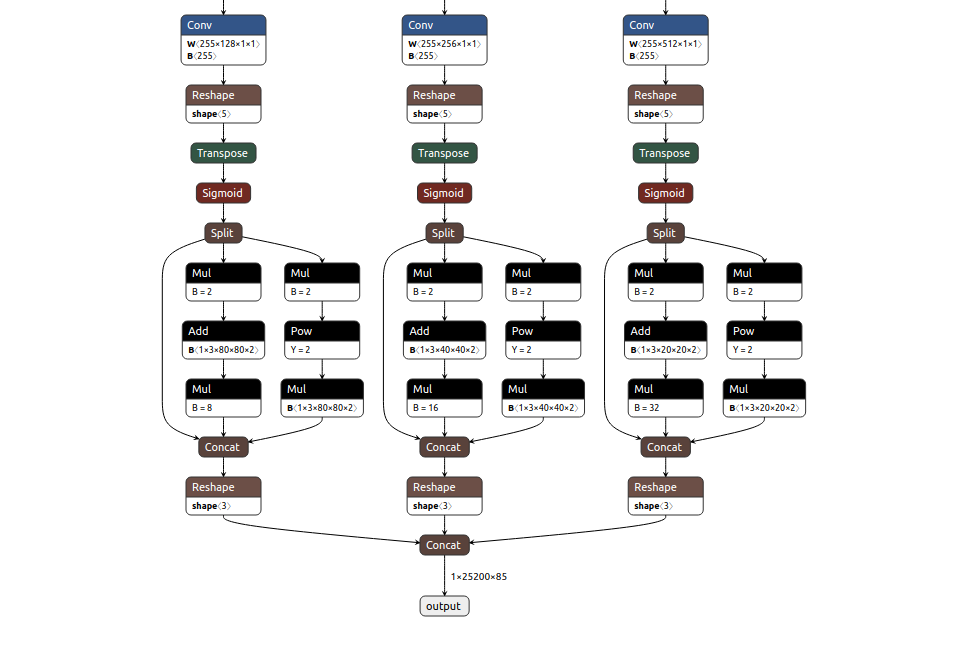 Conv
W⟨255×128×1×1⟩
B⟨255⟩
Reshape
shape⟨5⟩
Transpose
Sigmoid
Split
Mul
B = 2
Mul
B = 2
Add
B⟨1×3×80×80×2⟩
Pow
Y = 2
Mul
B = 8
Mul
B⟨1×3×80×80×2⟩
Concat
Reshape
shape⟨3⟩
Conv
W⟨255×256×1×1⟩
B⟨255⟩
Reshape
shape⟨5⟩
Transpose
Sigmoid
Split
Mul
B = 2
Mul
B = 2
Add
B⟨1×3×40×40×2⟩
Pow
Y = 2
Mul
B = 16
Mul
B⟨1×3×40×40×2⟩
Concat
Reshape
shape⟨3⟩
Conv
W⟨255×512×1×1⟩
B⟨255⟩
Reshape
shape⟨5⟩
Transpose
Sigmoid
Split
Mul
B = 2
Mul
B = 2
Add
B⟨1×3×20×20×2⟩
Pow
Y = 2
Mul
B = 32
Mul
B⟨1×3×20×20×2⟩
Concat
Reshape
shape⟨3⟩
Concat
1×25200×85
output